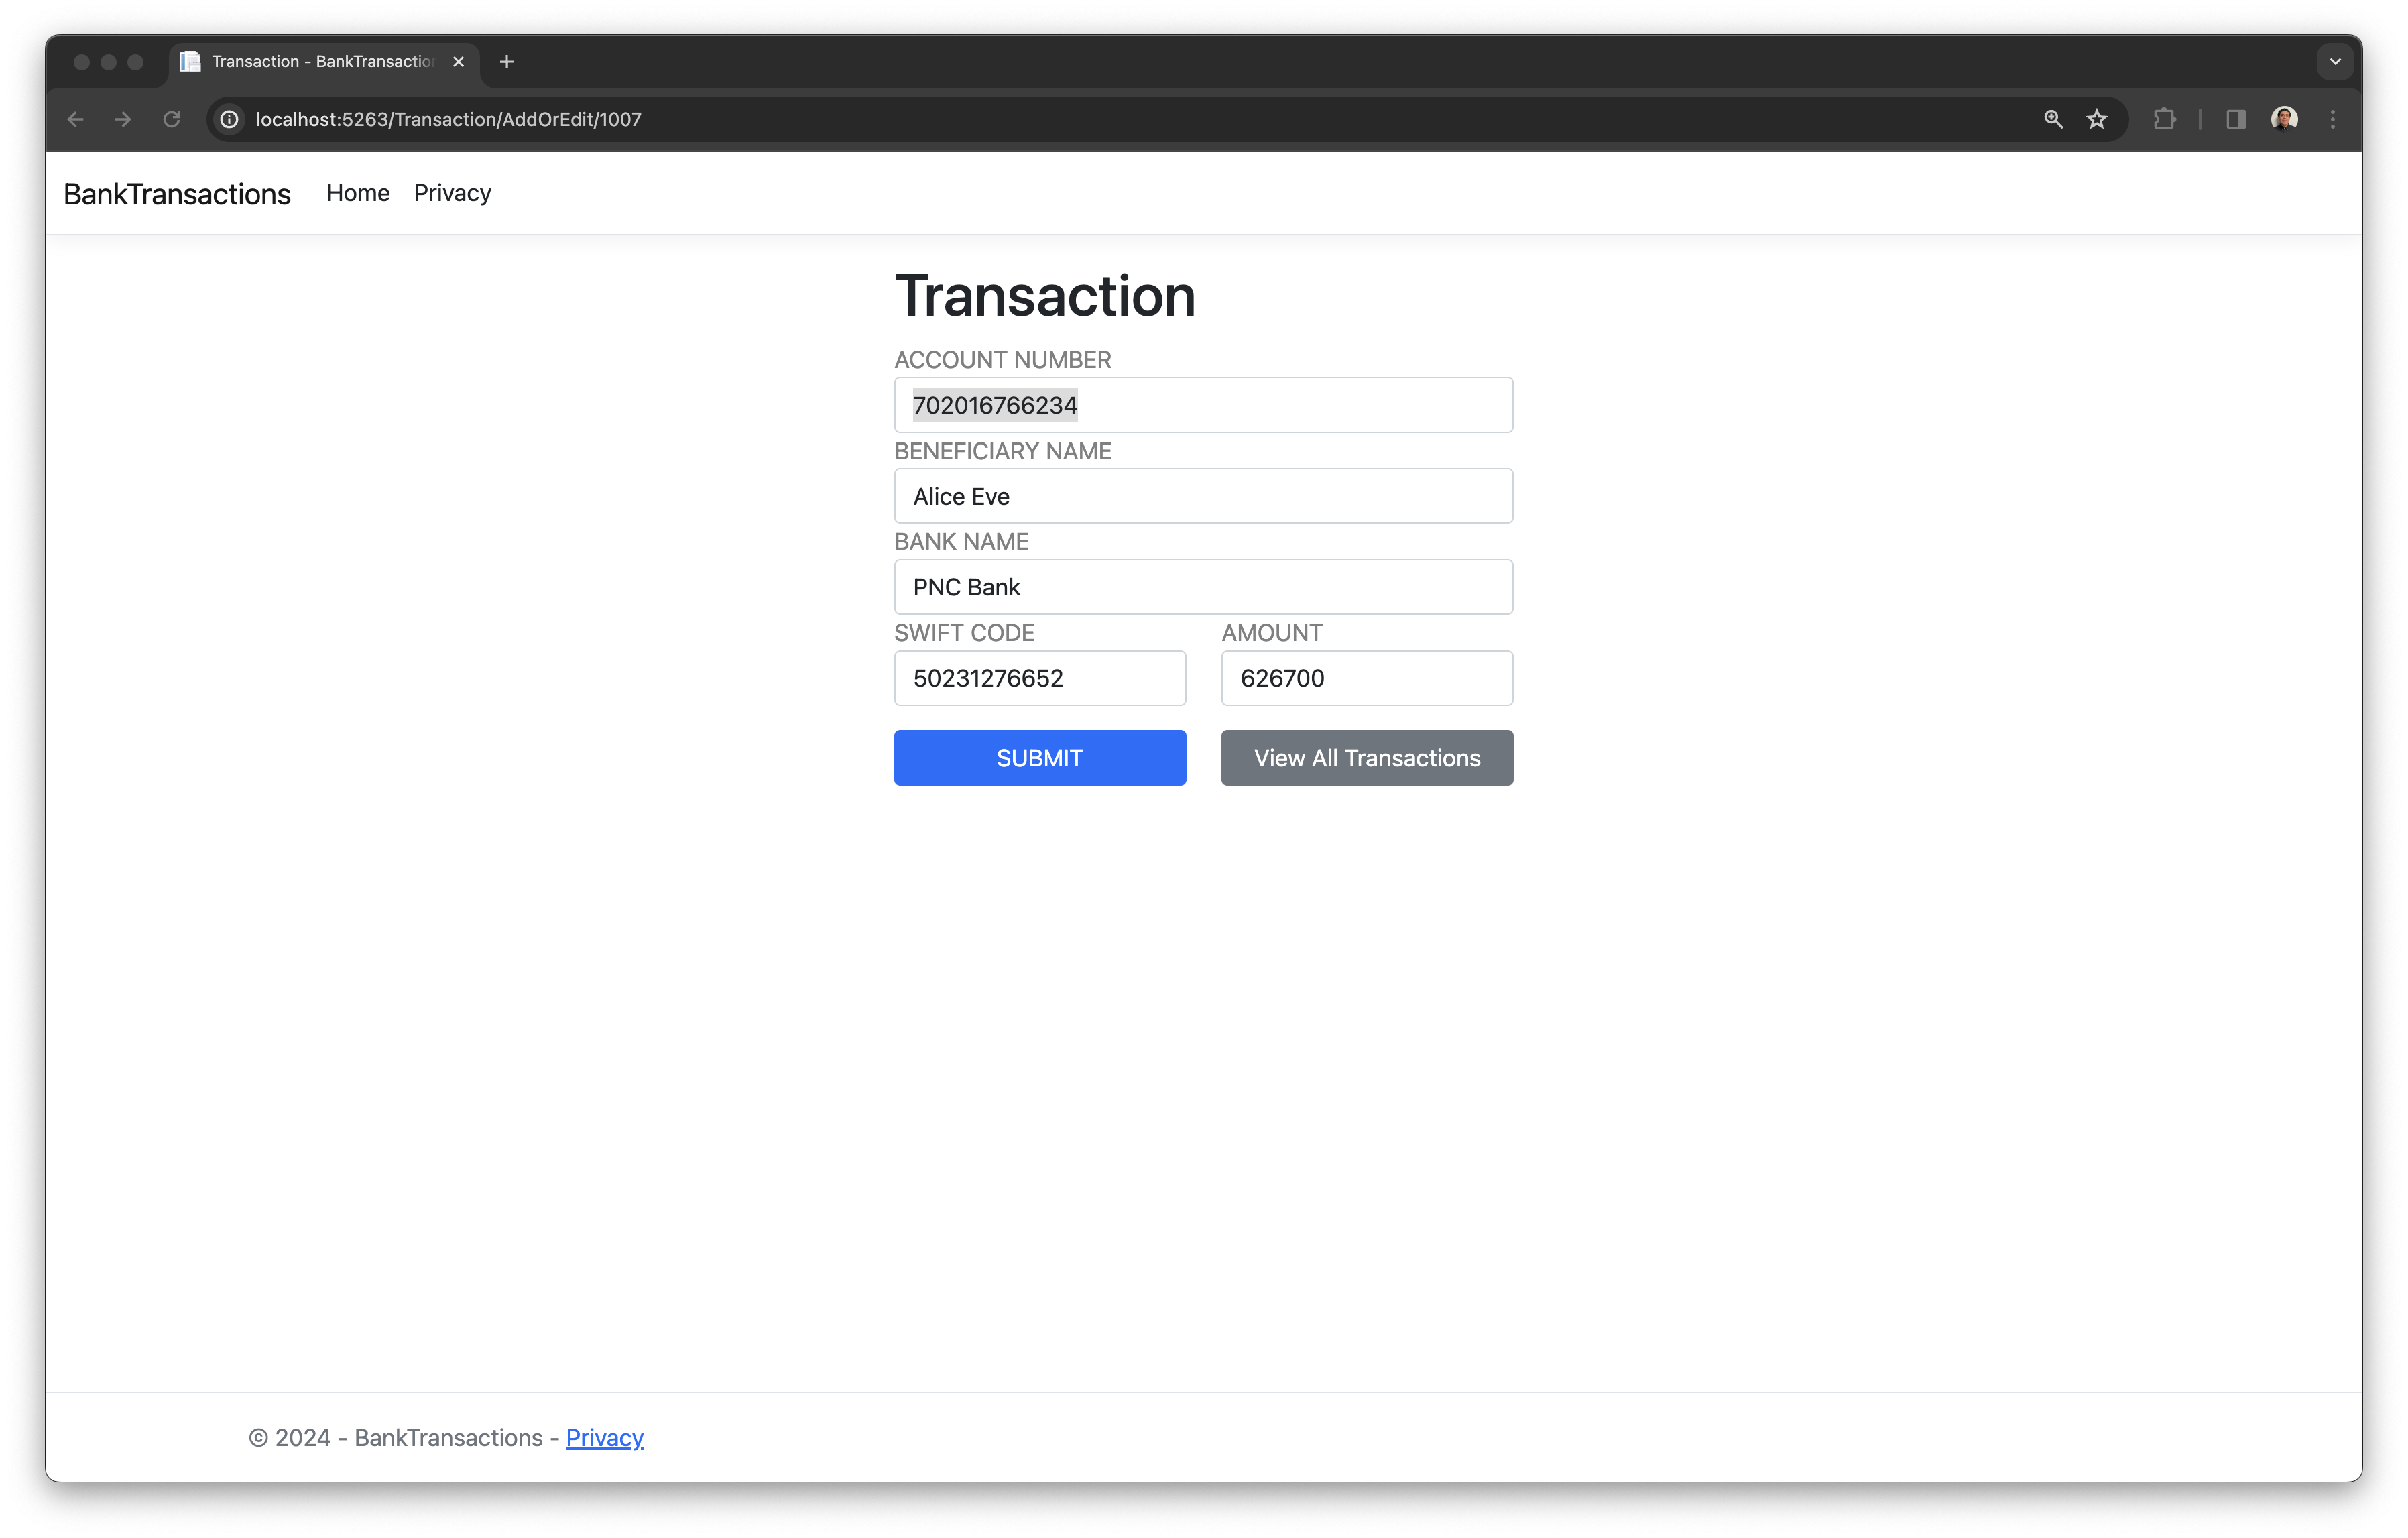 Transaction - BankTransactio
localhost:5263/Transaction/AddOrEdit/1007
BankTransactions Home Privacy
Transaction
ACCOUNT NUMBER
702016766234
BENEFICIARY NAME
Alice Eve
BANK NAME
PNC Bank
SWIFT CODE AMOUNT
50231276652 626700
SUBMIT View All Transactions
© 2024 - BankTransactions - Privacy